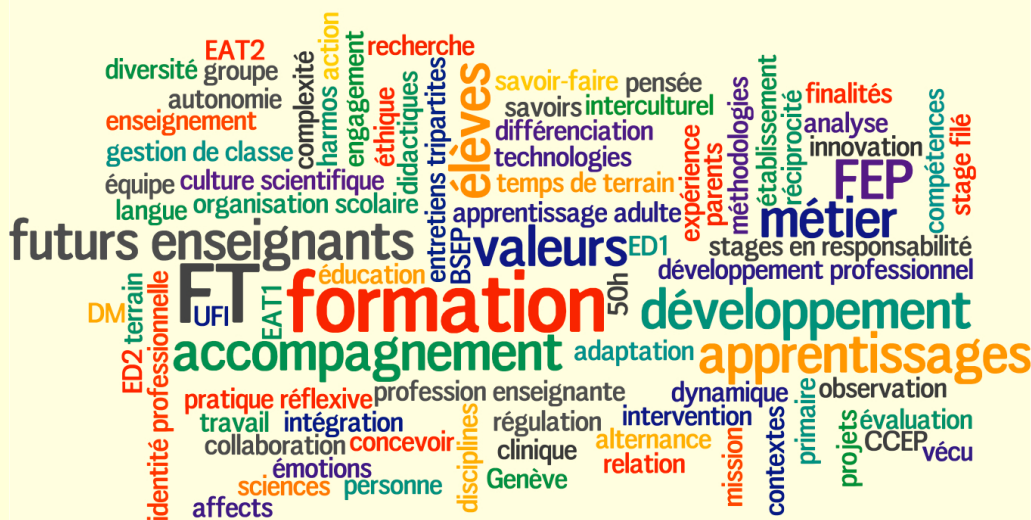 EAT2
recherche
diversité
groupe
complexité
harmos
action
engagement
éthique
didactiques
entretiens tripartites
élèves
savoir-faire
pensée
autonomie
savoirs
interculturel
enseignement
différenciation
gestion de classe
technologies
équipe
culture scientifique
temps de terrain
langue
organisation scolaire
apprentissage adulte
expérience
parents
méthodologies
établissement
réciprocité
finalités
analyse
innovation
FEP
compétences
stage filé
métier
futurs enseignants
BSEP
valeurs
ED1
stages en responsabilité
développement professionnel
DM
terrain
identité professionnelle
ED2
FT
UFI
EAT1
éducation
formation
50h
développement
accompagnement
adaptation
apprentissages
pratique réflexive
profession enseignante
dynamique
observation
travail
intégration
régulation
intervention
évaluation
collaboration
concevoir
disciplines
clinique
alternance
mission
contextes
primaire
projets
CCEP
vécu
émotions
relation
sciences
personne
Genève
affects